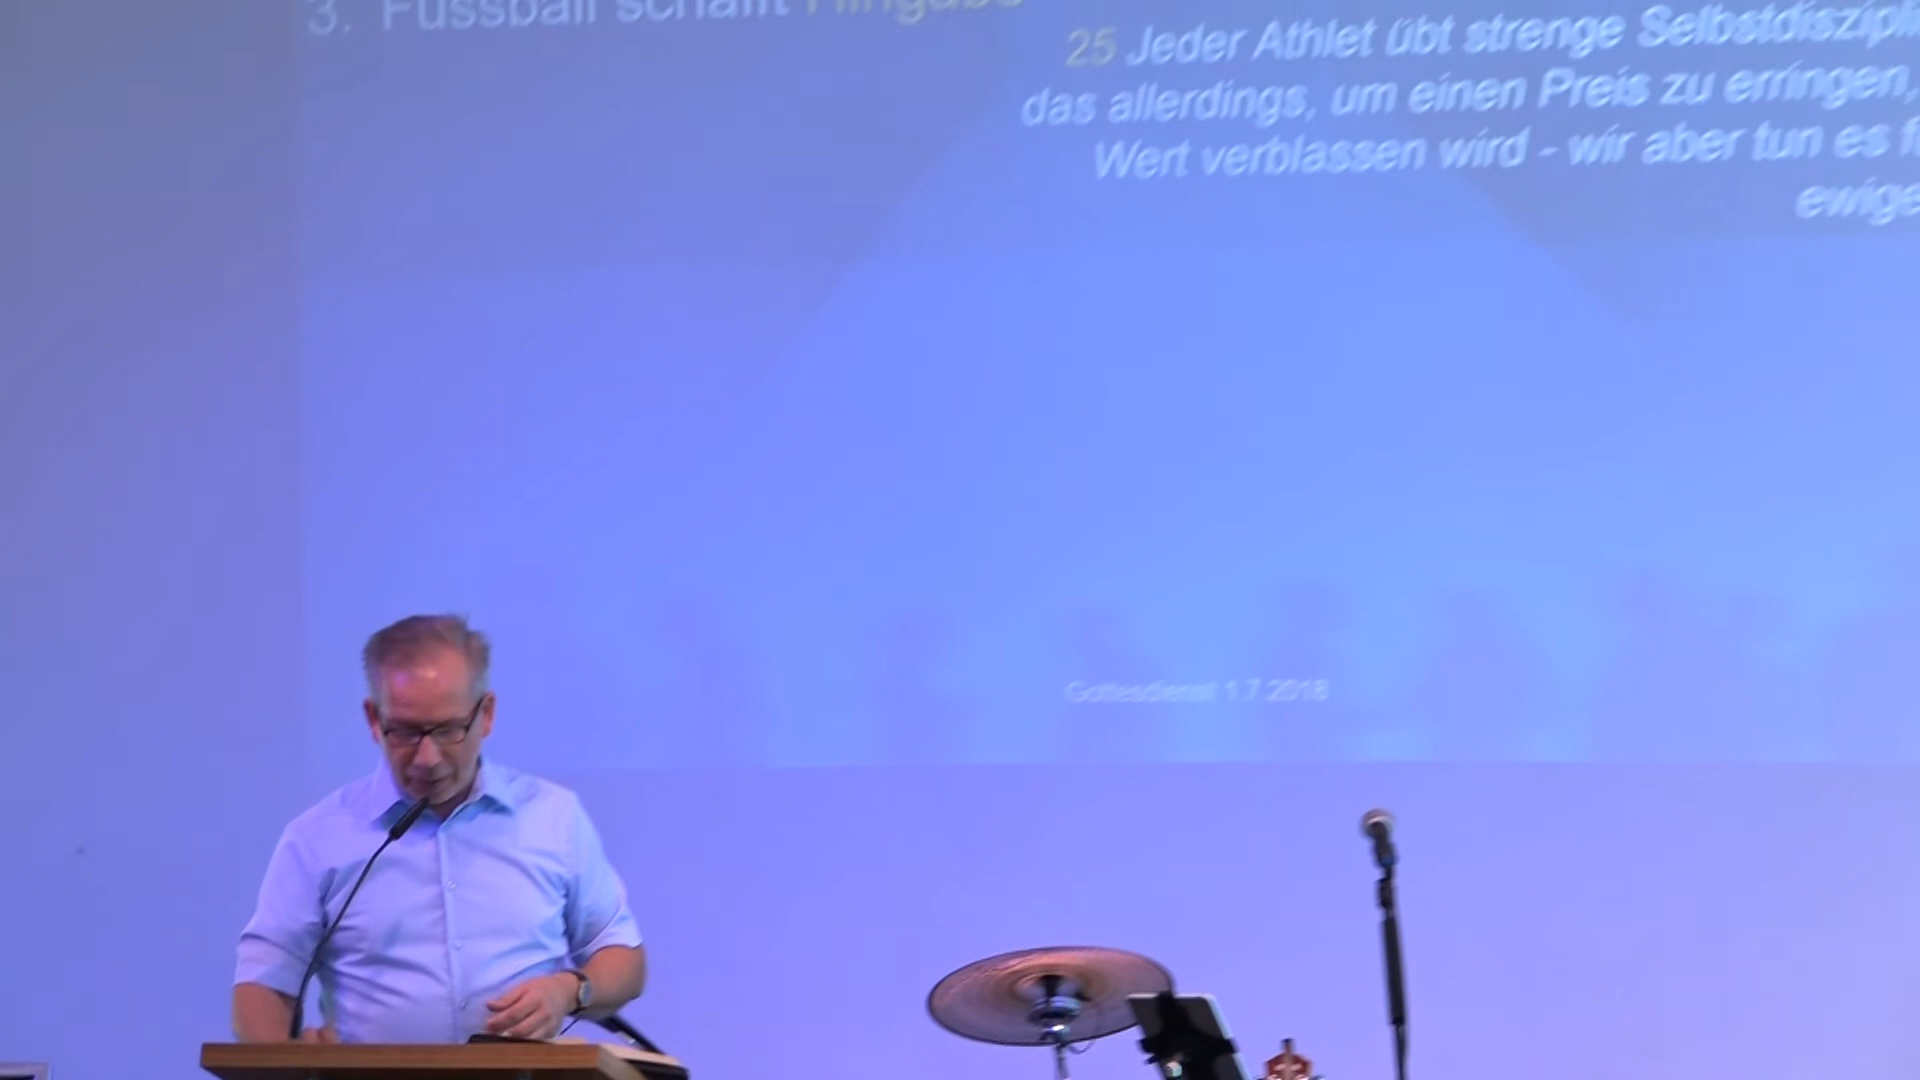 3. Fussball schafft Hingabe
25 Jeder Athlet übt strenge
das allerdings, um einen Preis zu erringen,
Wert verblassen wird - wir aber tun es
Gottesdienst 1.7.2018